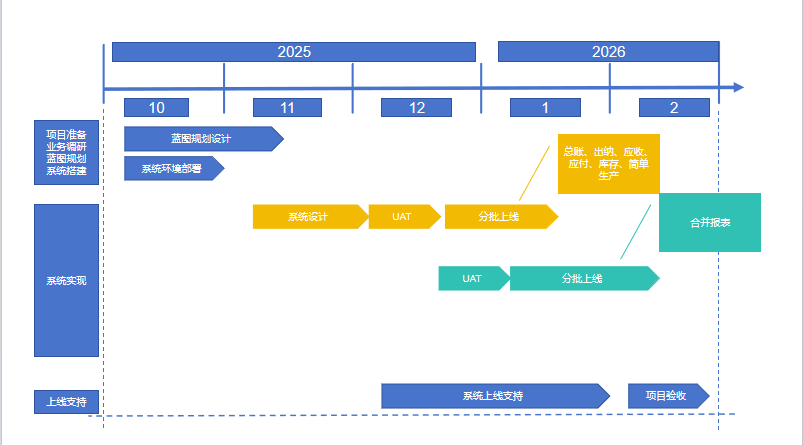 2025
2026
10
11
12
1
2
项目准备
业务调研
蓝图规划
系统搭建
蓝图规划设计
系统环境部署
总账、出纳、应收、
应付、库存、简单
生产
系统设计
UAT
分批上线
合并报表
系统实现
UAT
分批上线
上线支持
系统上线支持
项目验收